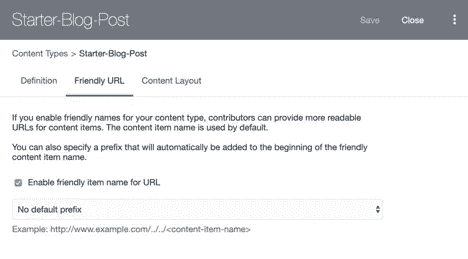 Starter-Blog-Post
Save
Close
Content Types > Starter-Blog-Post
Definition
Friendly URL
Content Layout
If you enable friendly names for your content type, contributors can provide more readable
URLs for content items. The content item name is used by default.
You can also specify a prefix that will automatically be added to the beginning of the friendly
content item name.
Enable friendly item name for URL
No default prefix
Example: http://www.example.com/../../<content-item-name>